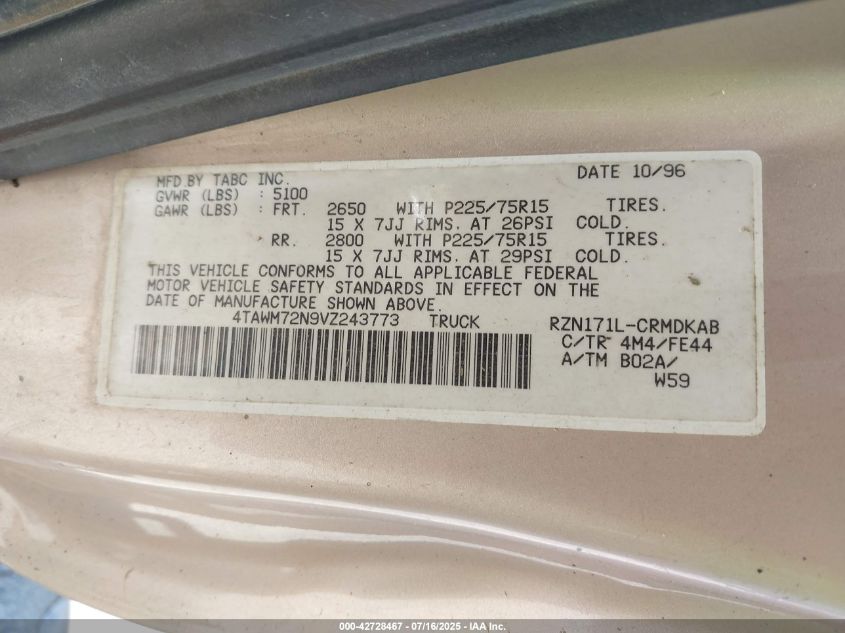 MFD.BY TABC INC. DATE 10/96
GVWR (LBS) : 5100
GAWR (LBS) : FRT. 2650 WITH P225/75R15 TIRES.
15 X 7JJ RIMS. AT 26PSI COLD.
RR. 2800 WITH P225/75R15 TIRES.
15 X 7JJ RIMS. AT 29PSI COLD.
THIS VEHICLE CONFORMS TO ALL APPLICABLE FEDERAL
MOTOR VEHICLE SAFETY STANDARDS IN EFFECT ON THE
DATE OF MANUFACTURE SHOWN ABOVE.
4TAWM72N9VZ243773 TRUCK RZN171L-CRMDKAB
C/TR 4M4/FE44
A/TM B02A/
W59
000-42728467 - 07/16/2025 - IAA Inc.